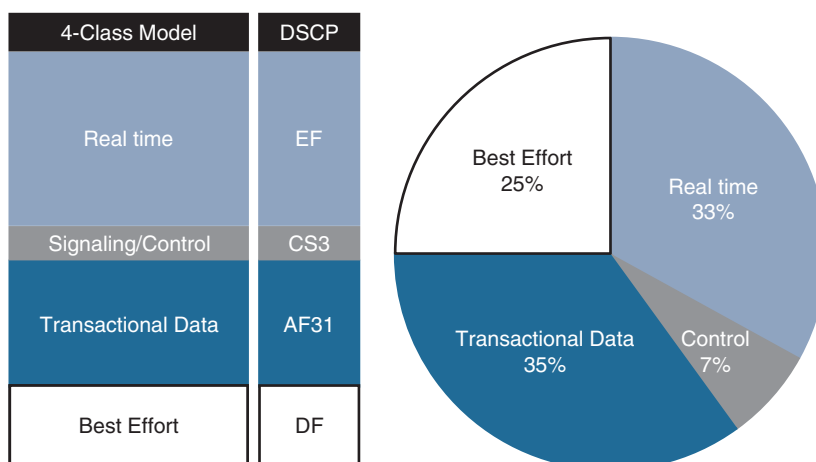 4-Class Model DSCP
Real time EF
Signaling/Control CS3
Transactional Data AF31
Best Effort DF
Best Effort
25%
Real time
33%
Transactional Data
35%
Control
7%